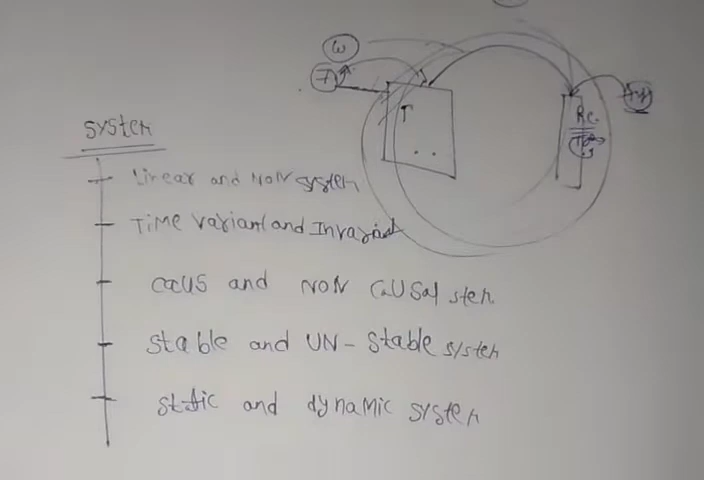 W
T
Re.
System
Linear and NON System
Time variant and Invariant
caus and NON Causal stem
Stable and UN-Stable system
Static and dynamic system